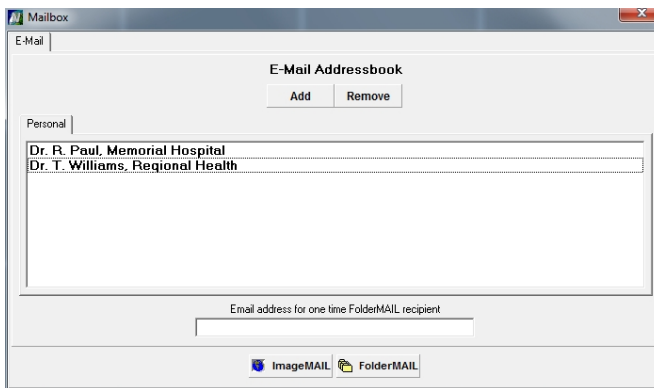 Mailbox
E-Mail
E-Mail Addressbook
Add Remove
Personal
Dr. R. Paul, Memorial Hospital
Dr. T. Williams, Regional Health
Email address for one time FolderMAIL recipient
ImageMAIL FolderMAIL